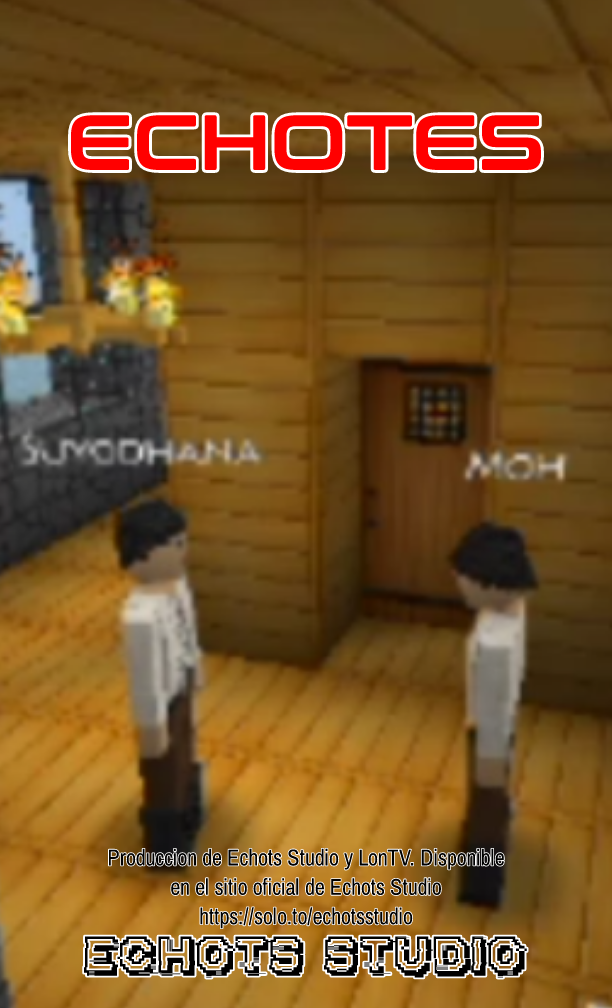 ECHOTES
SUYODHANA
MOH
Produccion de Echots Studio y LonTV. Disponible
en el sitio oficial de Echots Studio
https://solo.to/echotsstudio
ECHOTS STUDIO